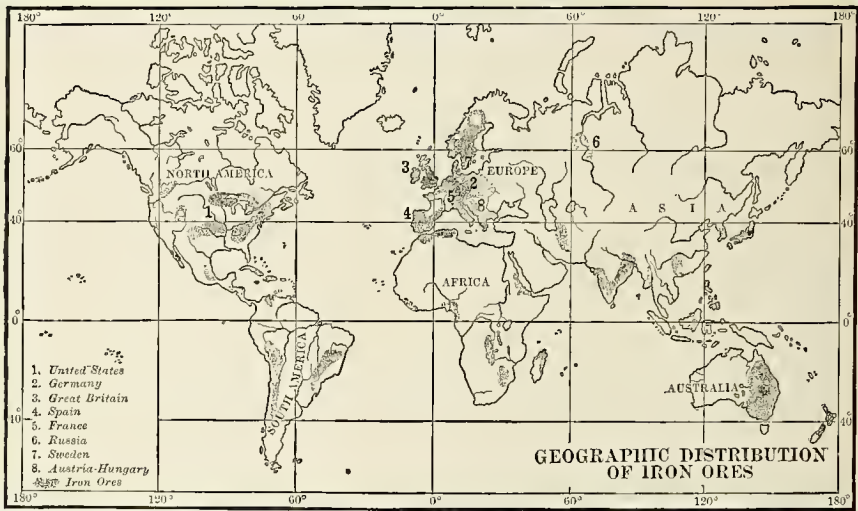 180° 120° 60 0° 60° 120° 180°
60° 60°
NORTH AMERICA
EUROPE
ASIA
40° 40°
AFRICA
0° 0°
SOUTH AMERICA
AUSTRALIA
40°
1 2 3 4 5 6 7 8
1. United States
2. Germany
3. Great Britain
4. Spain
5. France
6. Russia
7. Sweden
8. Austria-Hungary
Iron Ores
GEOGRAPHIC DISTRIBUTION
OF IRON ORES
180° 120° 60° 0° 60° 120° 180°